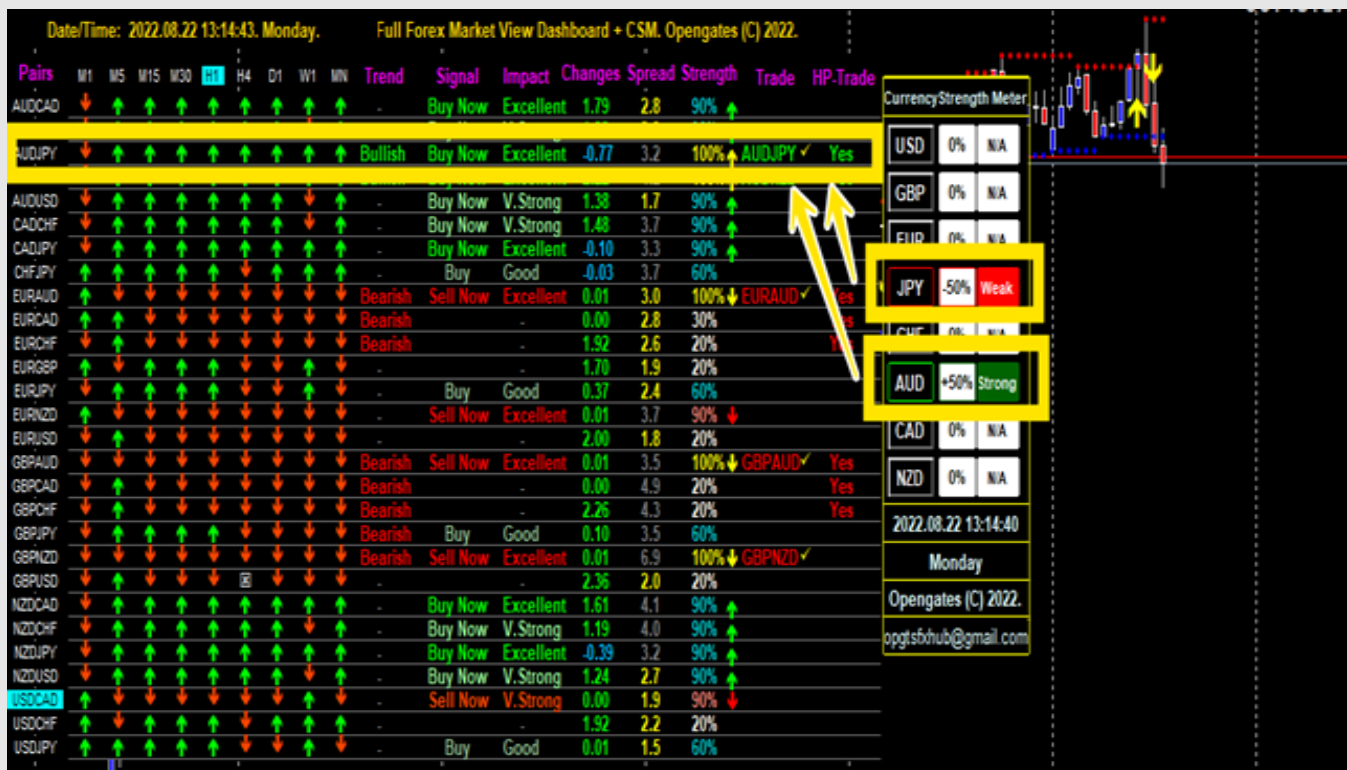 Date/Time: 2022.08.22 13:14:43. Monday. Full Forex Market View Dashboard + CSM. Opengates (C) 2022.
Pairs M1 M5 M15 M30 H1 H4 D1 W1 MN Trend Signal Impact Changes Spread Strength Trade HP-Trade
AUDCAD - Buy Now Excellent 1.79 2.8 90%
AUDJPY Bullish Buy Now Excellent -0.77 3.2 100% AUDJPY ✓ Yes
AUDUSD - Buy Now V.Strong 1.38 1.7 90%
CADCHF - Buy Now V.Strong 1.48 3.7 90%
CADJPY - Buy Now Excellent -0.10 3.3 90%
CHFJPY - Buy Good -0.03 3.7 60%
EURAUD Bearish Sell Now Excellent 0.01 3.0 100% EURAUD ✓ Yes
EURCAD Bearish - 0.00 2.8 30%
EURCHF Bearish - 1.92 2.6 20%
EURGBP - - 1.70 1.9 20%
EURJPY - Buy Good 0.37 2.4 60%
EURNZD - Sell Now Excellent 0.01 3.7 90%
EURUSD - - 2.00 1.8 20%
GBPAUD Bearish Sell Now Excellent 0.01 3.5 100% GBPAUD ✓ Yes
GBPCAD Bearish - 0.00 4.9 20% Yes
GBPCHF Bearish - 2.26 4.3 20% Yes
GBPJPY Bearish Buy Good 0.10 3.5 60%
GBPNZD Bearish Sell Now Excellent 0.01 6.9 100% GBPNZD ✓
GBPUSD - - 2.36 2.0 20%
NZDCAD - Buy Now Excellent 1.61 4.1 90%
NZDCHF - Buy Now V.Strong 1.19 4.0 90%
NZDJPY - Buy Now Excellent -0.39 3.2 90%
NZDUSD - Buy Now V.Strong 1.24 2.7 90%
USDCAD - Sell Now V.Strong 0.00 1.9 90%
USDCHF - - 1.92 2.2 20%
USDJPY - Buy Good 0.01 1.5 60%
CurrencyStrength Meter
USD 0% N/A
GBP 0% N/A
EUR 0% N/A
JPY -50% Weak
CHF 0% N/A
AUD +50% Strong
CAD 0% N/A
NZD 0% N/A
2022.08.22 13:14:40
Monday
Opengates (C) 2022.
opgtsfxhub@gmail.com